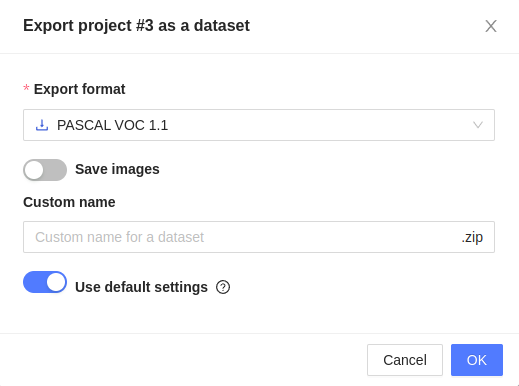 Export project #3 as a dataset
* Export format
PASCAL VOC 1.1
Save images
Custom name
Custom name for a dataset .zip
Use default settings ?
Cancel OK